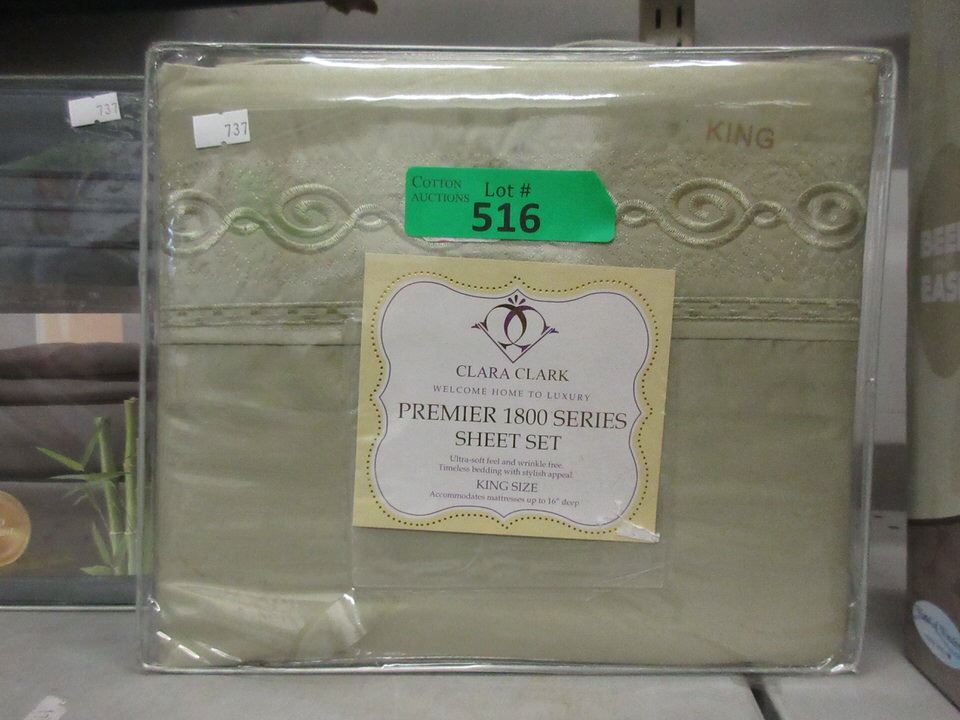 737
737
KING
COTTON
AUCTIONS
Lot #
516
CLARA CLARK
WELCOME HOME TO LUXURY
PREMIER 1800 SERIES
SHEET SET
Ultra-soft feel and wrinkle free.
Timeless bedding with stylish appeal.
KING SIZE
Accommodates mattresses up to 16" deep